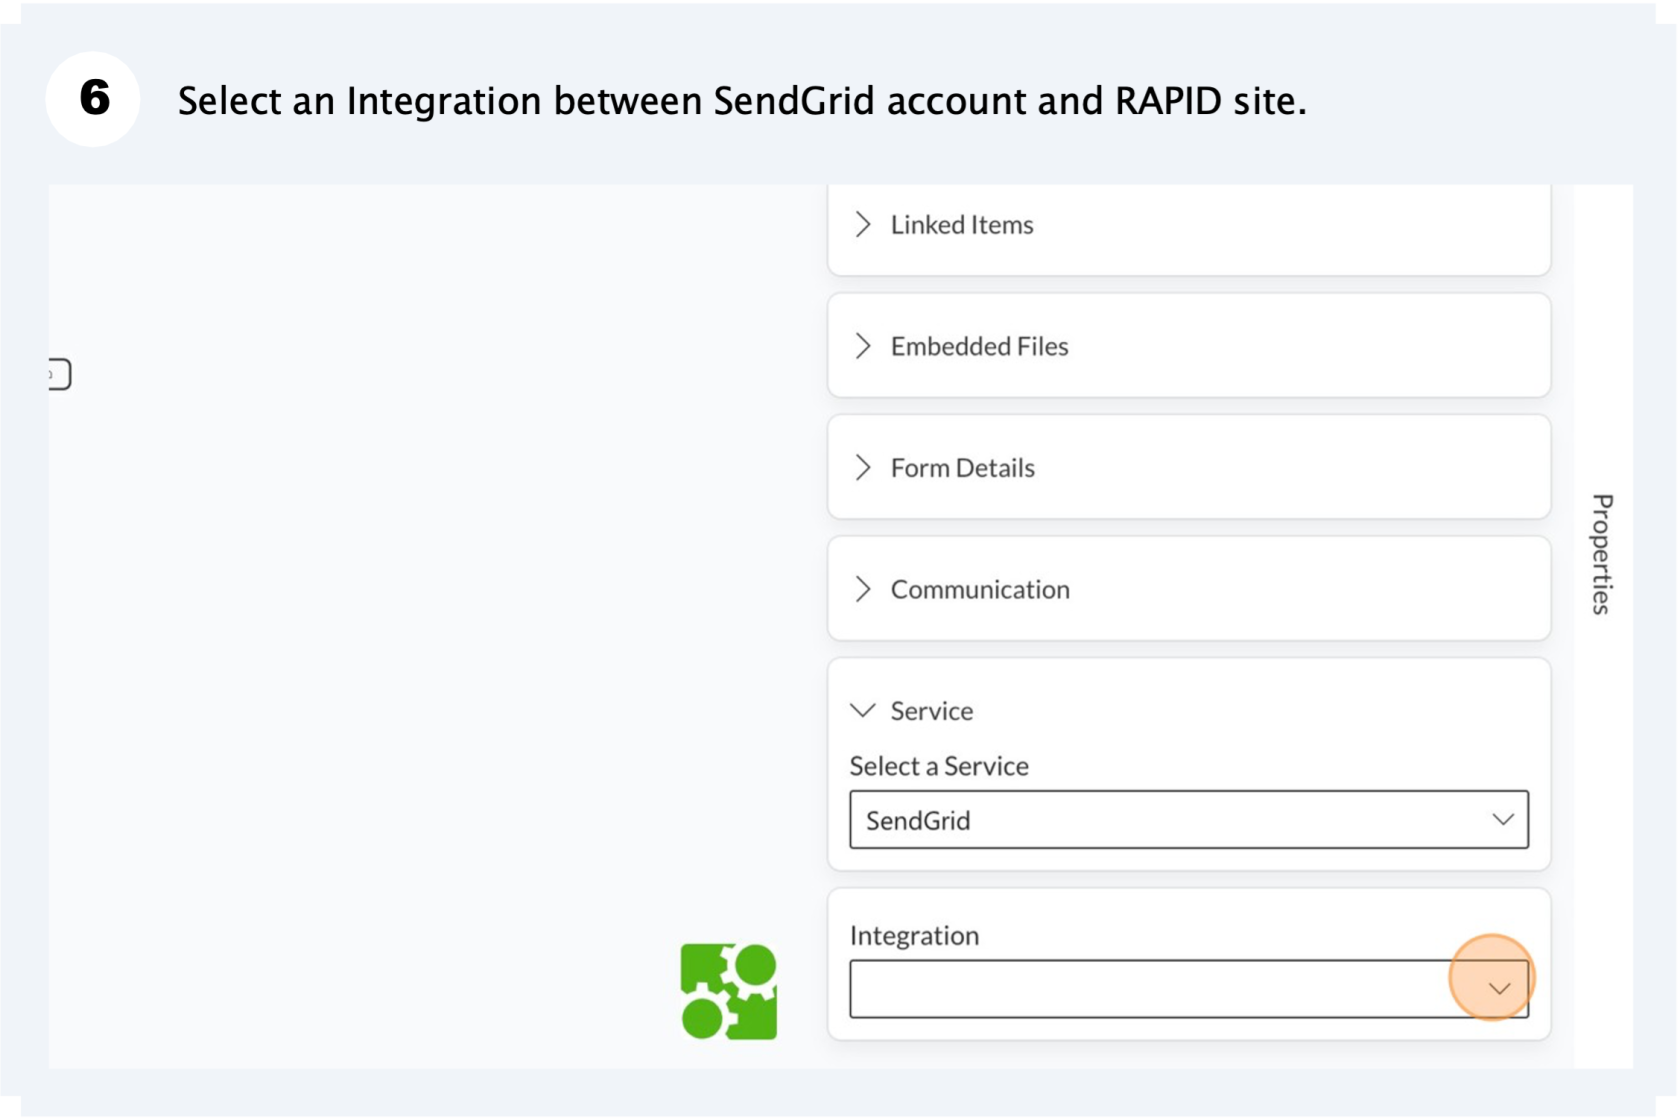 6
Select an Integration between SendGrid account and RAPID site.
Linked Items
Embedded Files
Form Details
Communication
Service
Select a Service
SendGrid
Integration
Properties